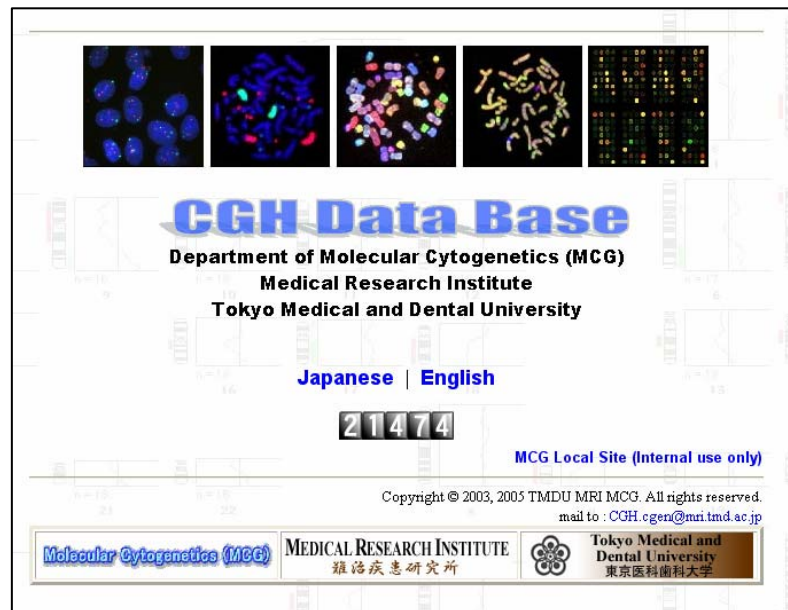 CGH Data Base
Department of Molecular Cytogenetics (MCG)
Medical Research Institute
Tokyo Medical and Dental University
Japanese | English
21474
MCG Local Site (Internal use only)
Copyright © 2003, 2005 TMDU MRI MCG. All rights reserved.
mail to : CGH.cgen@mri.tmd.ac.jp
Molecular Cytogenetics (MCG)
MEDICAL RESEARCH INSTITUTE
難治疾患研究所
Tokyo Medical and
Dental University
東京医科歯科大学